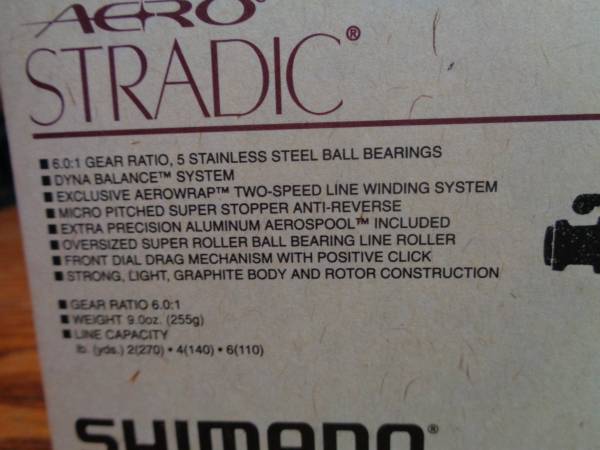 AERO®
STRADIC®
■ 6.0:1 GEAR RATIO, 5 STAINLESS STEEL BALL BEARINGS
■ DYNA BALANCE™ SYSTEM
■ EXCLUSIVE AEROWRAP™ TWO-SPEED LINE WINDING SYSTEM
■ MICRO PITCHED SUPER STOPPER ANTI-REVERSE
■ EXTRA PRECISION ALUMINUM AEROSPOOL™ INCLUDED
■ OVERSIZED SUPER ROLLER BALL BEARING LINE ROLLER
■ FRONT DIAL DRAG MECHANISM WITH POSITIVE CLICK
■ STRONG, LIGHT, GRAPHITE BODY AND ROTOR CONSTRUCTION
■ GEAR RATIO 6.0:1
■ WEIGHT 9.0oz. (255g)
■ LINE CAPACITY
lb. (yds.) 2(270) • 4(140) • 6(110)
SHIMANO®